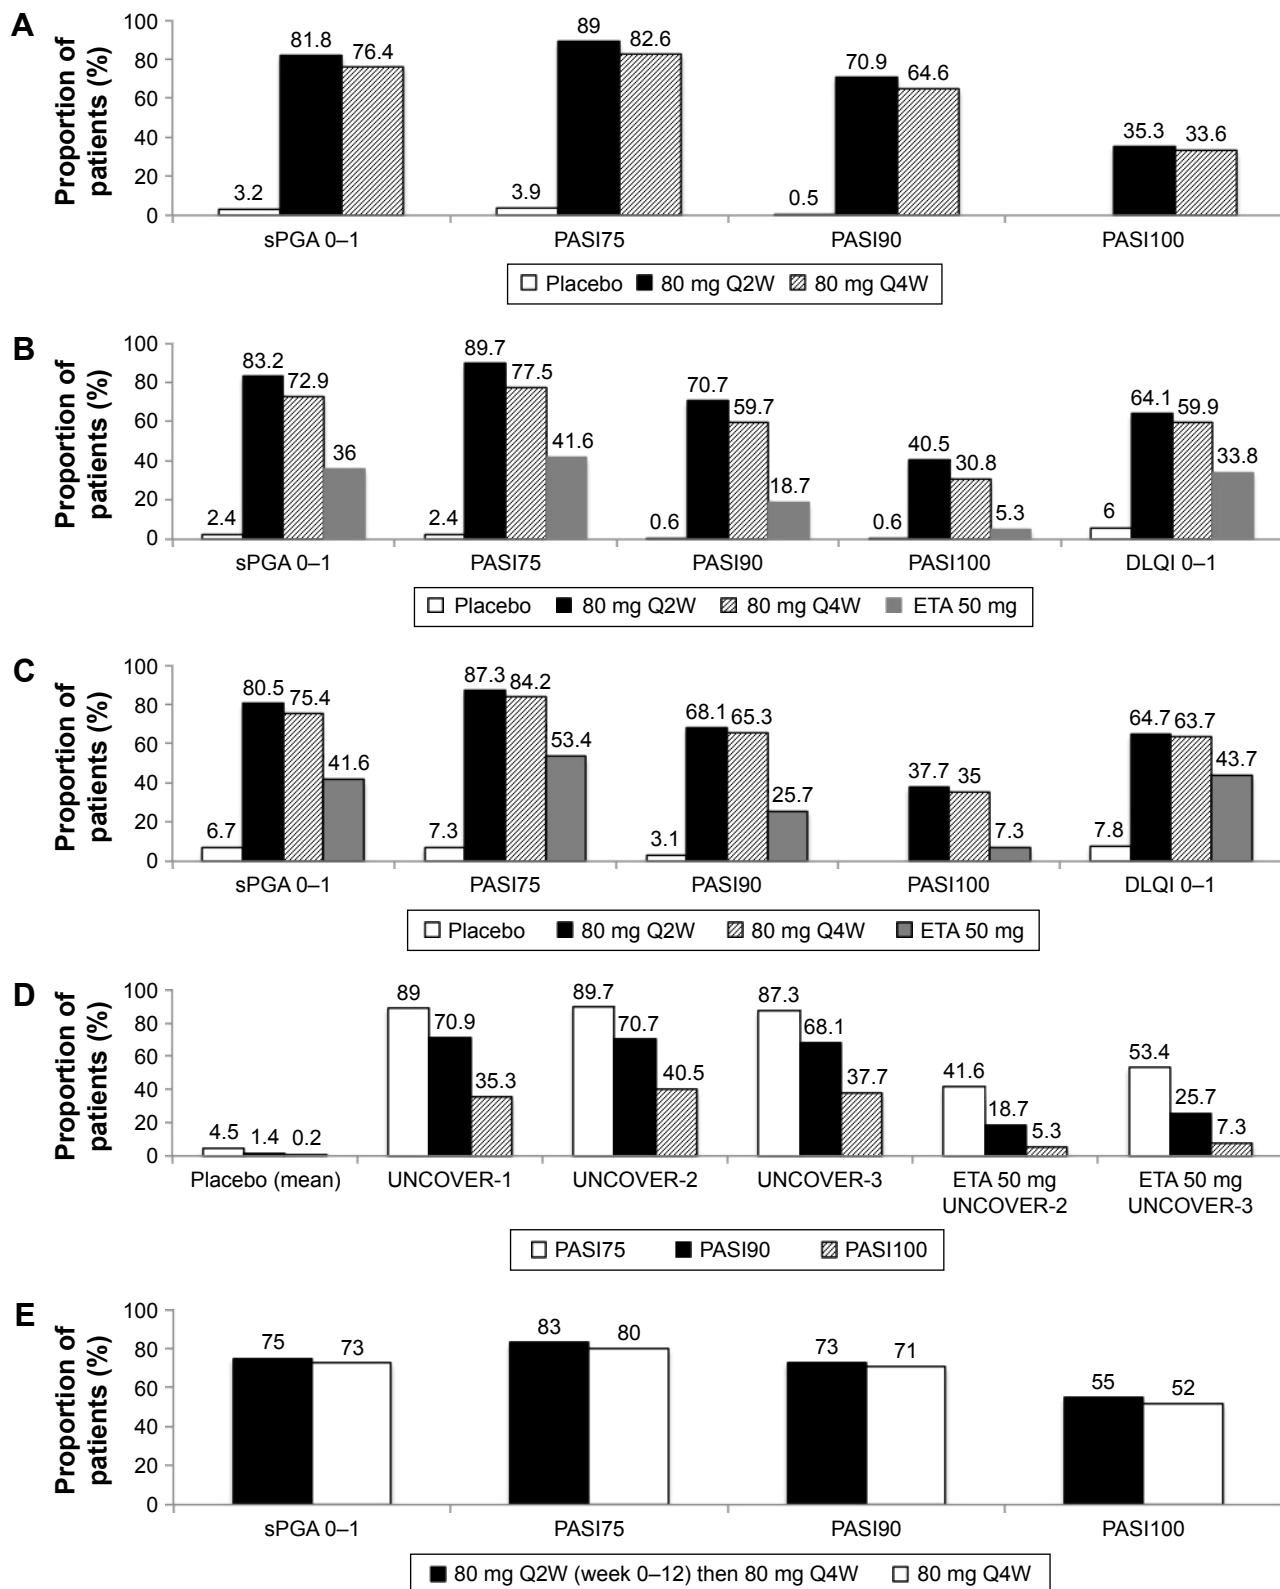 A
Proportion of
patients (%)
100
80
60
40
20
0
3.2
81.8
76.4
3.9
89
82.6
0.5
70.9
64.6
35.3
33.6
sPGA 0–1
PASI75
PASI90
PASI100
Placebo
80 mg Q2W
80 mg Q4W
B
Proportion of
patients (%)
100
80
60
40
20
0
2.4
83.2
72.9
36
2.4
89.7
77.5
41.6
0.6
70.7
59.7
18.7
0.6
40.5
30.8
5.3
6
64.1
59.9
33.8
sPGA 0–1
PASI75
PASI90
PASI100
DLQI 0–1
Placebo
80 mg Q2W
80 mg Q4W
ETA 50 mg
C
Proportion of
patients (%)
100
80
60
40
20
0
6.7
80.5
75.4
41.6
7.3
87.3
84.2
53.4
3.1
68.1
65.3
25.7
37.7
35
7.3
7.8
64.7
63.7
43.7
sPGA 0–1
PASI75
PASI90
PASI100
DLQI 0–1
Placebo
80 mg Q2W
80 mg Q4W
ETA 50 mg
D
Proportion of
patients (%)
100
80
60
40
20
0
4.5
1.4
0.2
89
70.9
35.3
89.7
70.7
40.5
87.3
68.1
37.7
41.6
18.7
5.3
53.4
25.7
7.3
Placebo (mean)
UNCOVER-1
UNCOVER-2
UNCOVER-3
ETA 50 mg
UNCOVER-2
ETA 50 mg
UNCOVER-3
PASI75
PASI90
PASI100
E
Proportion of
patients (%)
100
80
60
40
20
0
75
73
83
80
73
71
55
52
sPGA 0–1
PASI75
PASI90
PASI100
80 mg Q2W (week 0–12) then 80 mg Q4W
80 mg Q4W